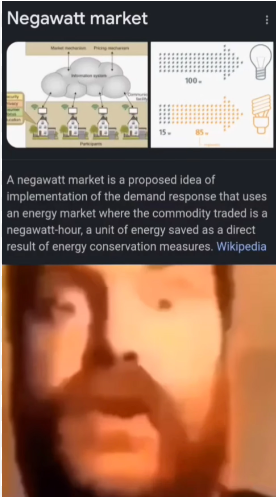 Negawatt market
Market mechanism
Pricing mechanism
Information system
Participants
100 w
15 w
85 w
A negawatt market is a proposed idea of
implementation of the demand response that uses
an energy market where the commodity traded is a
negawatt-hour, a unit of energy saved as a direct
result of energy conservation measures. Wikipedia